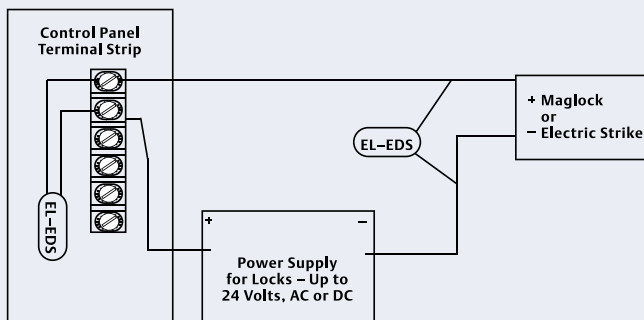 Control Panel
Terminal Strip
EL–EDS
EL–EDS
+ Maglock
or
– Electric Strike
+ –
Power Supply
for Locks – Up to
24 Volts, AC or DC